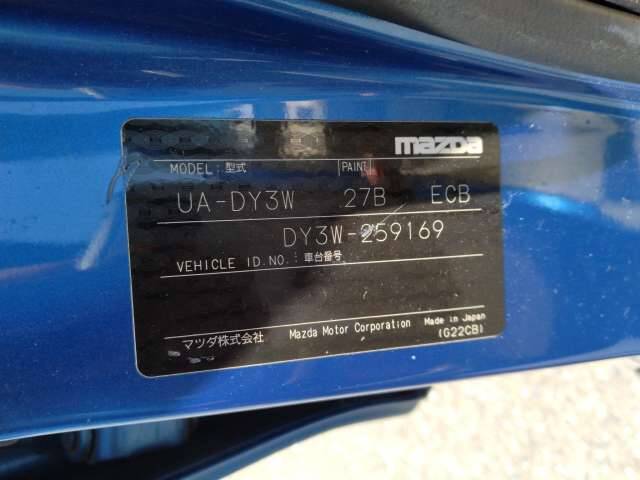 mazda
MODEL:型式 PAINT
UA-DY3W 27B ECB
DY3W-259169
VEHICLE ID.NO.:車台番号
マツダ株式会社 Mazda Motor Corporation Made in Japan
(G22CB)